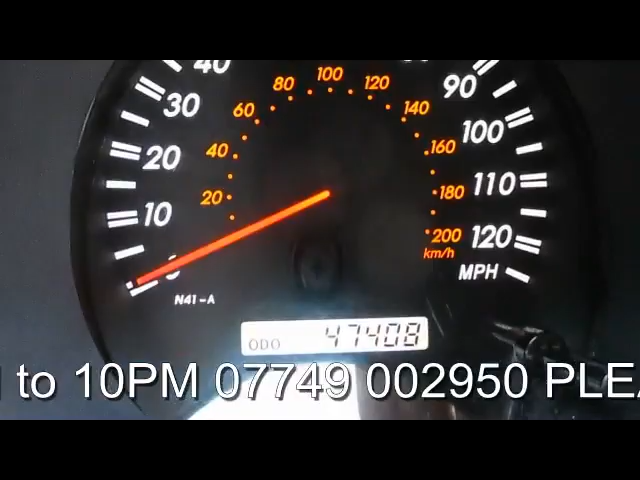 40 80 100 120 90
30 60 140 100
20 40 160
10 20 180 110
0 200 120
km/h
N41-A MPH
ODO 47408
to 10PM 07749 002950